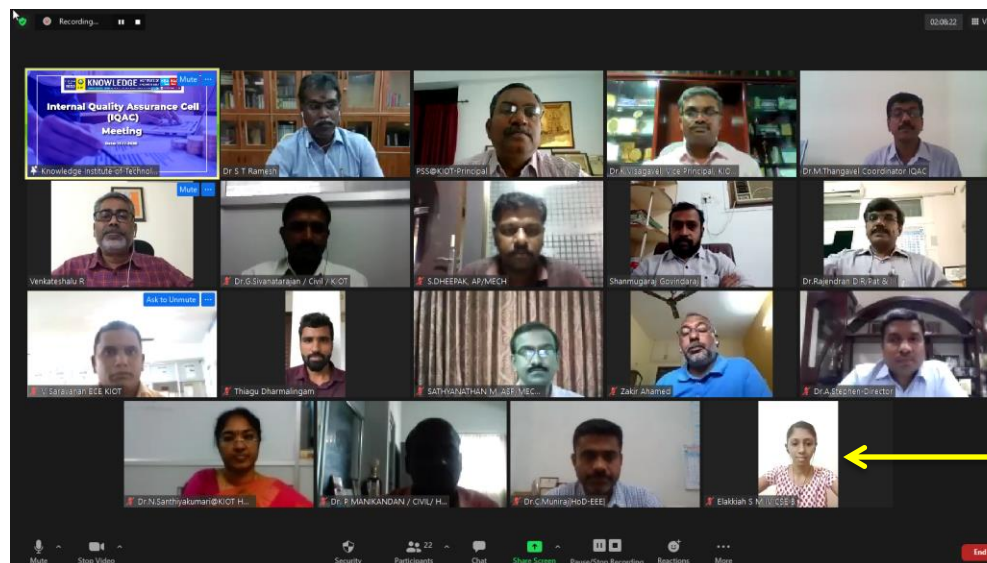 Recording...
02:08:22
V
KNOWLEDGE
Mute
Internal Quality Assurance Cell
(IQAC)
Meeting
Knowledge Institute of Technol...
Dr S T Ramesh
PSS@KIOT-Principal
Dr.K.Visagavel, Vice Principal, KIO...
Dr.M.Thangavel Coordinator IQAC
Mute
Venkateshalu R
Dr.G.Sivanatarajan / Civil / KIOT
S.DHEEPAK, AP/MECH
Shanmugaraj Govindaraj
Dr.Rajendran D R/Pat &
Ask to Unmute
V.Saravanan ECE KIOT
Thiagu Dharmalingam
SATHYANATHAN M, ASP/MEC...
Zakir Ahamed
Dr.A.Stephen-Director
Dr.N.Santhiyakumari@KIOT H...
Dr. P. MANIKANDAN / CIVIL/ H...
Dr.C.Muniraj(HoD-EEE)
Elakkiah S M IV CSE-B
Mute
Stop Video
Security
22
Participants
Chat
Share Screen
Pause/Stop Recording
Reactions
More
End